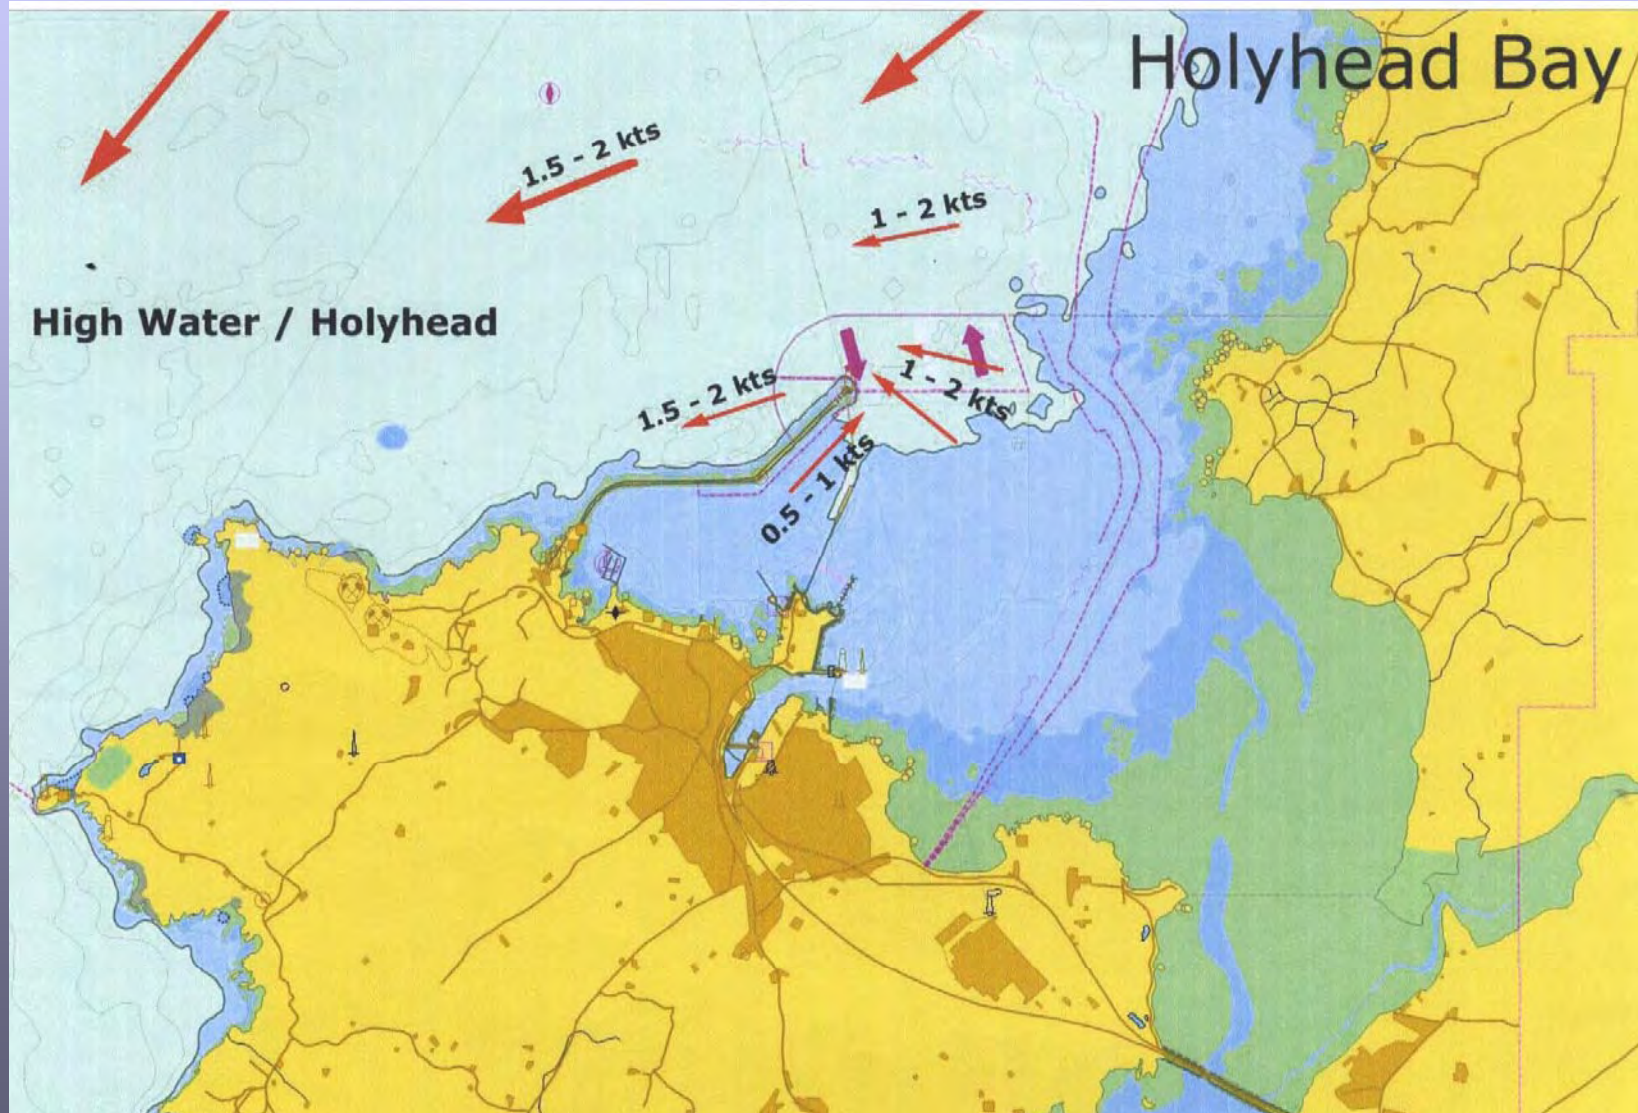 Holyhead Bay
1.5 - 2 kts
1 - 2 kts
High Water / Holyhead
1 - 2 kts
1.5 - 2 kts
0.5 - 1 kts